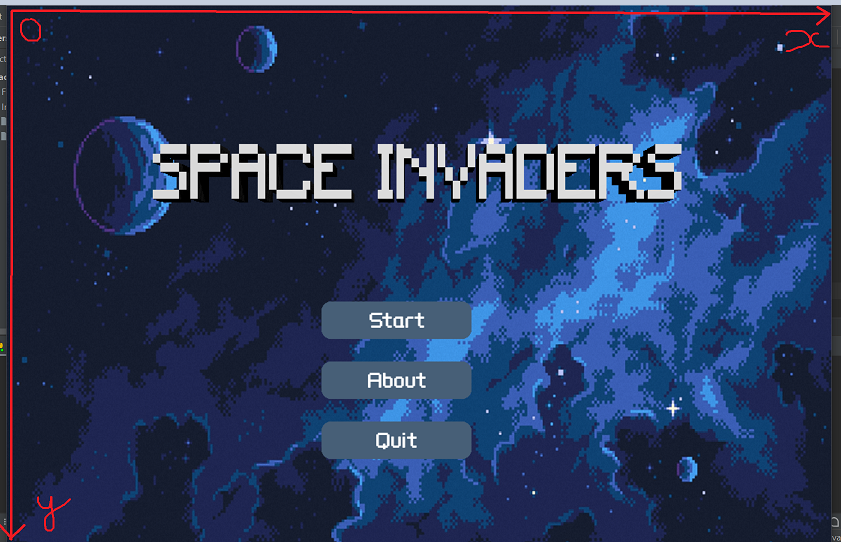 O
x
SPACE INVADERS
Start
About
Quit
y